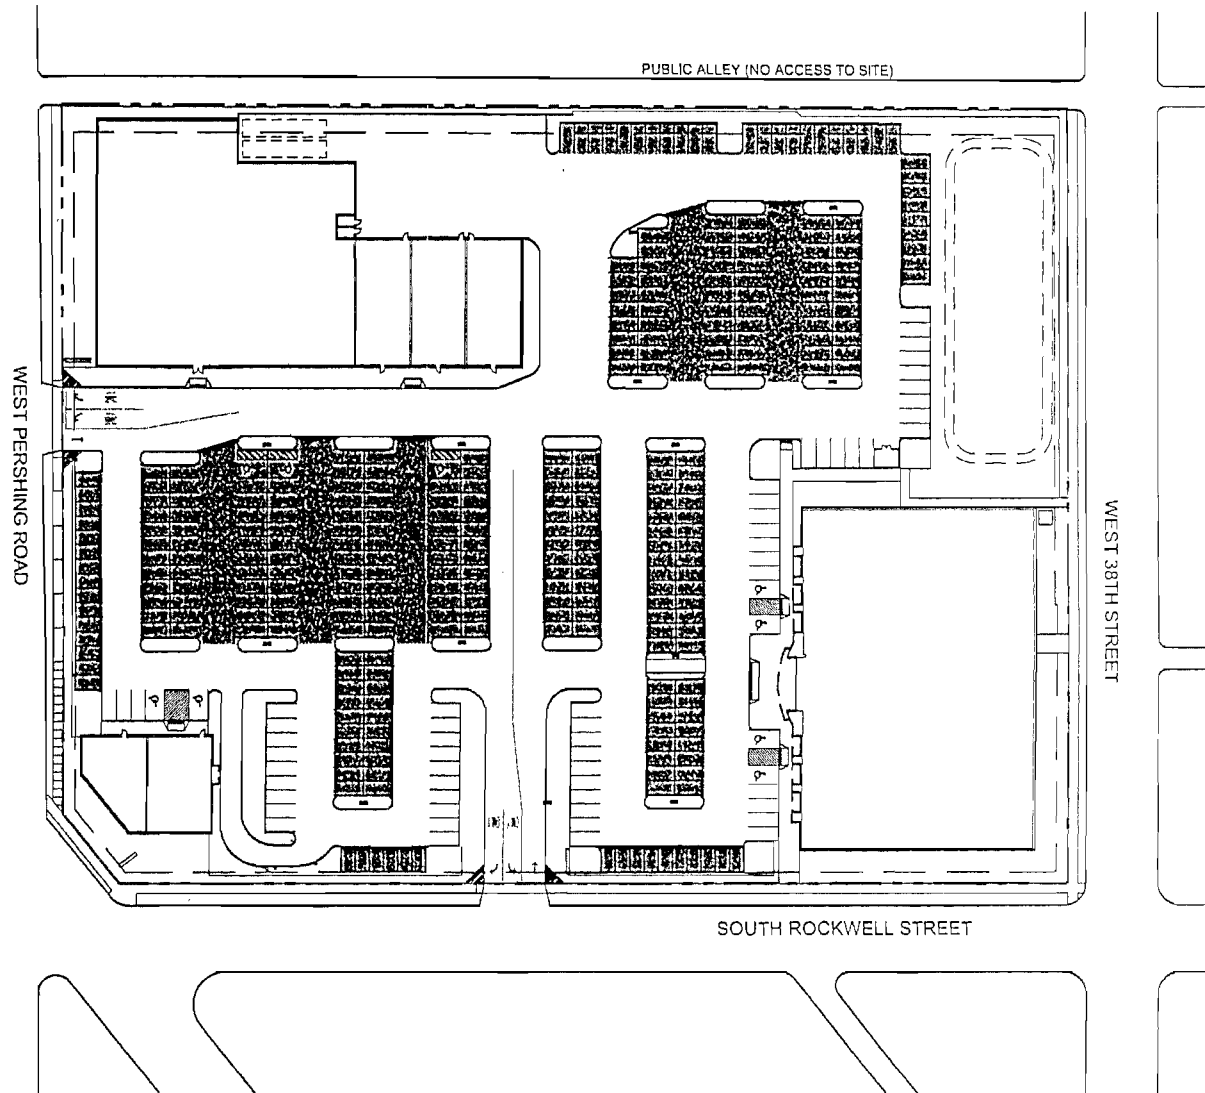 PUBLIC ALLEY (NO ACCESS TO SITE)
WEST PERSHING ROAD
WEST 38TH STREET
SOUTH ROCKWELL STREET